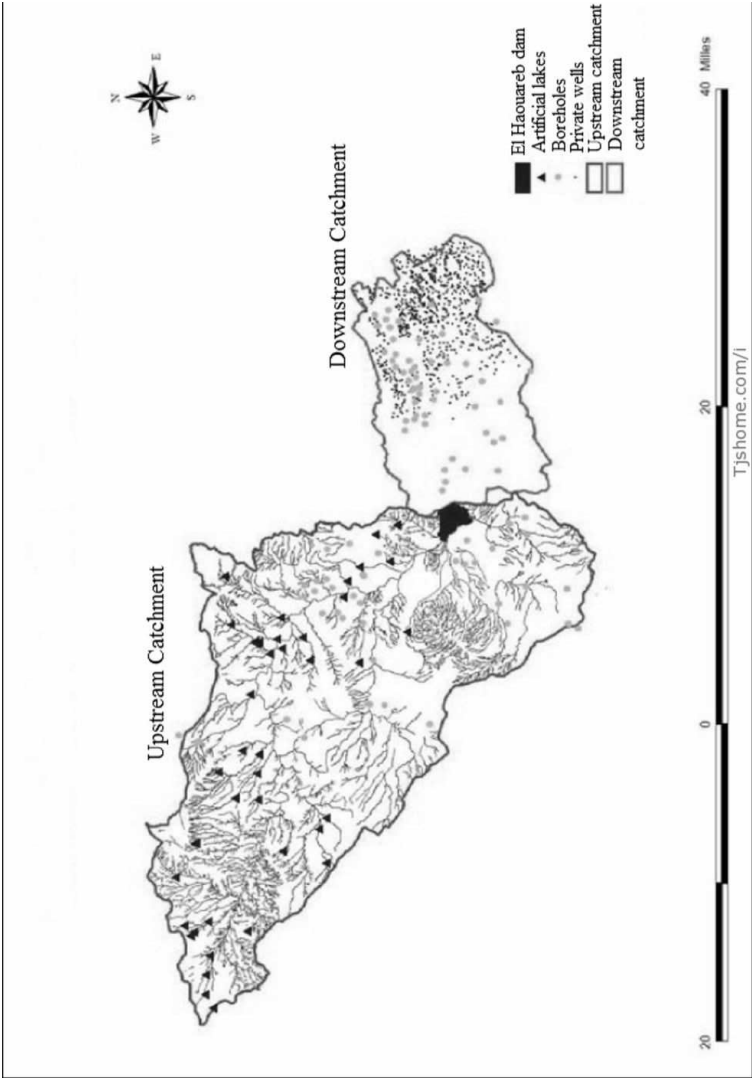 N
W
E
S
Upstream Catchment
Downstream Catchment
El Haouareb dam
Artificial lakes
Boreholes
Private wells
Upstream catchment
Downstream
catchment
20
0
20
40 Milles
Tjshome.com/i